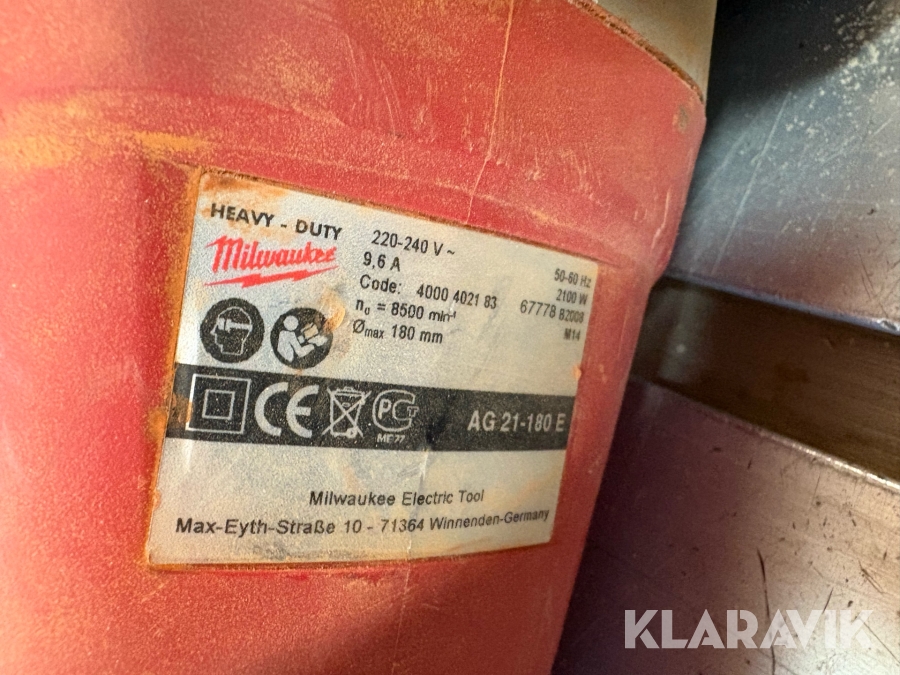 HEAVY - DUTY
Milwaukee
220-240 V ~
50-60 Hz
9,6 A
2100 W
Code: 4000 4021 83
67778 B2008
n₀ = 8500 min⁻¹
M14
Ømax 180 mm
CE
PCT
ME77
AG 21-180 E
Milwaukee Electric Tool
Max-Eyth-Straße 10 - 71364 Winnenden-Germany
KLARAVIK